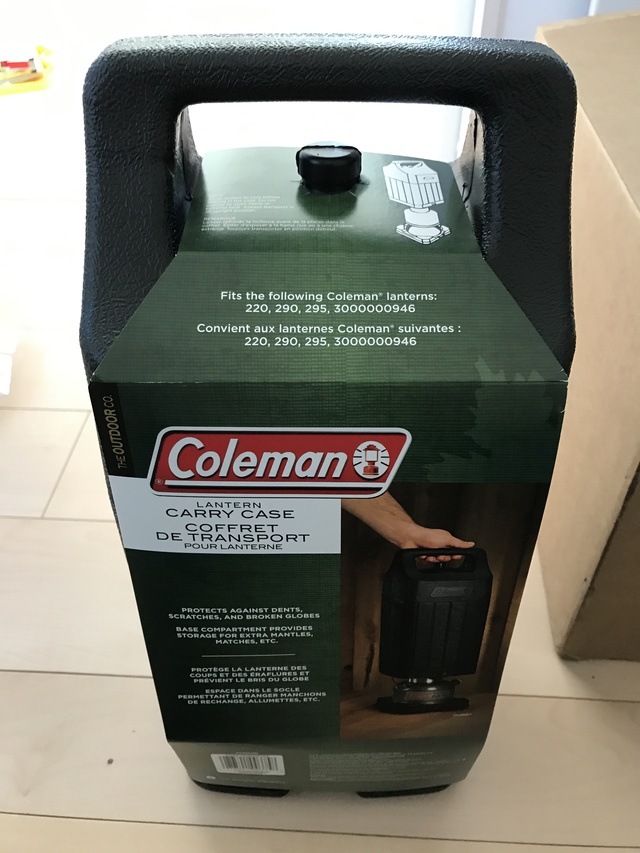 Fits the following Coleman® lanterns:
220, 290, 295, 3000000946
Convient aux lanternes Coleman® suivantes :
220, 290, 295, 3000000946
THE OUTDOOR CO.
Coleman
®
LANTERN
CARRY CASE
COFFRET
DE TRANSPORT
POUR LANTERNE
PROTECTS AGAINST DENTS,
SCRATCHES, AND BROKEN GLOBES
BASE COMPARTMENT PROVIDES
STORAGE FOR EXTRA MANTLES,
MATCHES, ETC.
PROTÈGE LA LANTERNE DES
COUPS ET DES ÉRAFLURES ET
PRÉVIENT LE BRIS DU GLOBE
ESPACE DANS LE SOCLE
PERMETTANT DE RANGER MANCHONS
DE RECHANGE, ALLUMETTES, ETC.